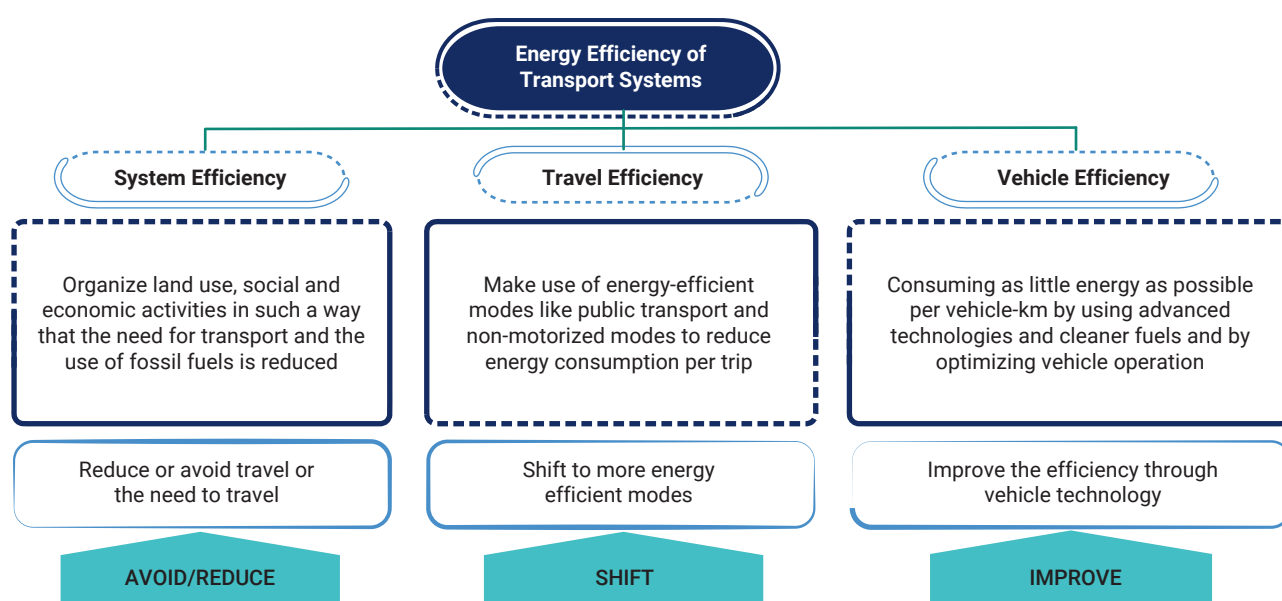 Energy Efficiency of
Transport Systems
System Efficiency
Travel Efficiency
Vehicle Efficiency
Organize land use, social and
economic activities in such a way
that the need for transport and the
use of fossil fuels is reduced
Make use of energy-efficient
modes like public transport and
non-motorized modes to reduce
energy consumption per trip
Consuming as little energy as possible
per vehicle-km by using advanced
technologies and cleaner fuels and by
optimizing vehicle operation
Reduce or avoid travel or
the need to travel
Shift to more energy
efficient modes
Improve the efficiency through
vehicle technology
AVOID/REDUCE
SHIFT
IMPROVE